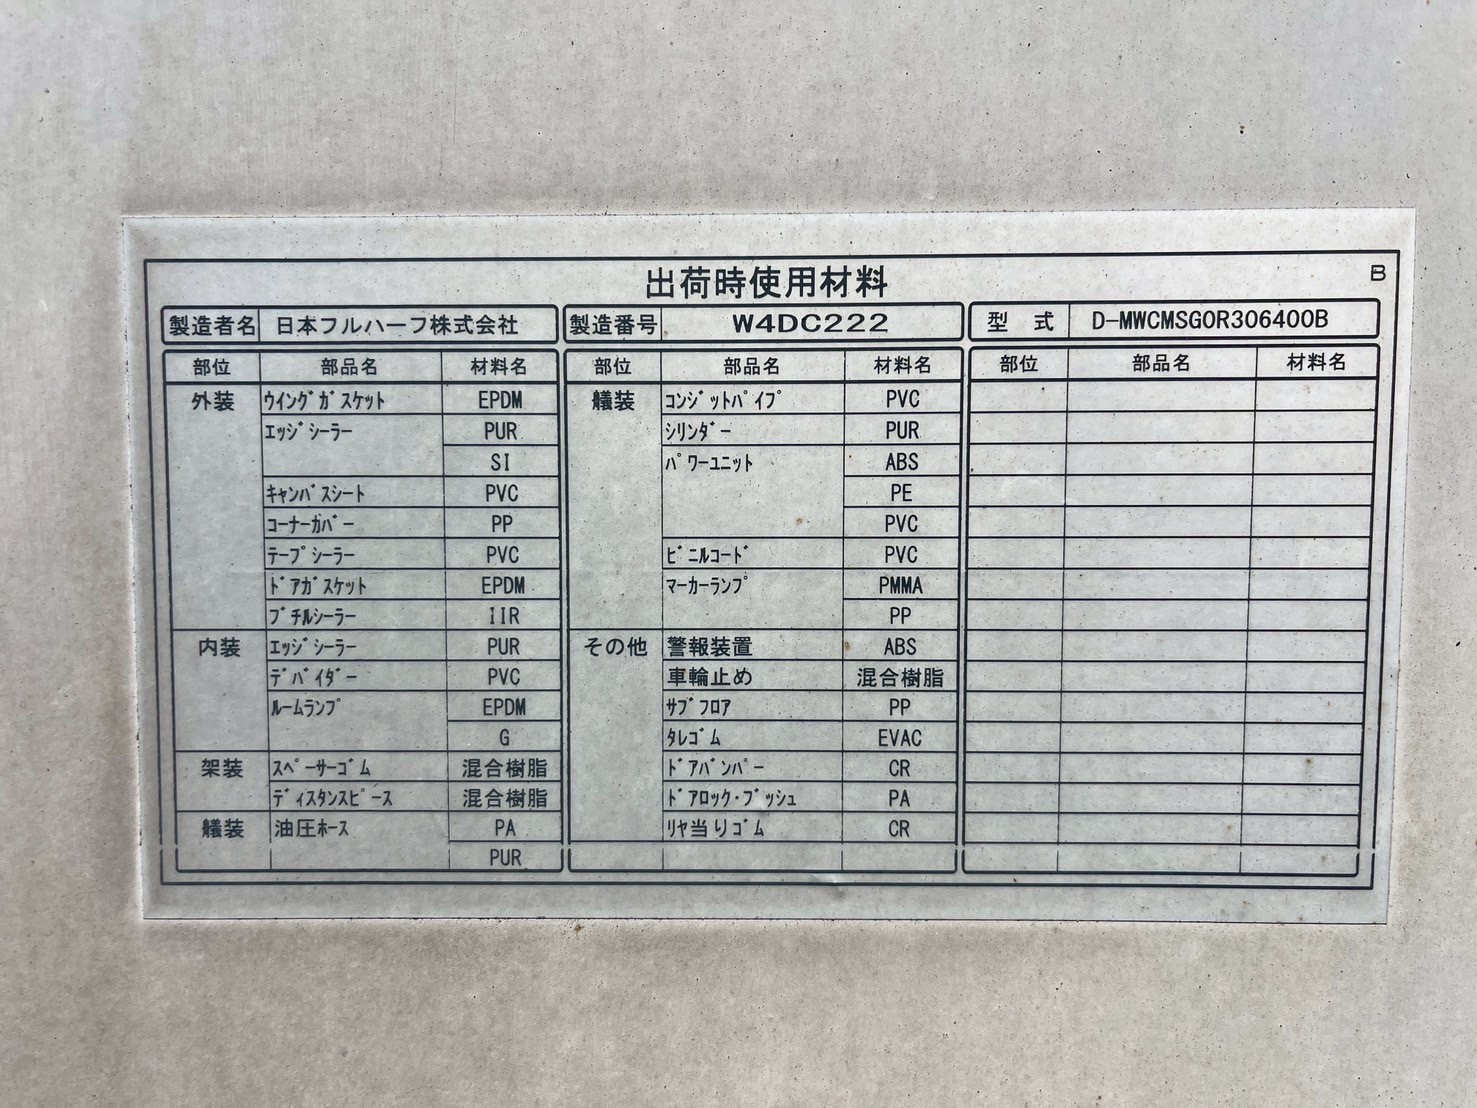 出荷時使用材料
B
製造者名 日本フルハーフ株式会社 製造番号 W4DC222 型 式 D-MWCMSGOR306400B
部位 部品名 材料名 部位 部品名 材料名 部位 部品名 材料名
外装 ウイングガスケット EPDM 艤装 コンジットパイプ PVC
エッジシーラー PUR シリンダー PUR
SI パワーユニット ABS
キャンバスシート PVC PE
コーナーガバー PP PVC
テープシーラー PVC ビニルコード PVC
ドアガスケット EPDM マーカーランプ PMMA
ブチルシーラー IIR PP
内装 エッジシーラー PUR その他 警報装置 ABS
デバイダー PVC 車輪止め 混合樹脂
ルームランプ EPDM サブフロア PP
G タレゴム EVAC
架装 スペーサーゴム 混合樹脂 ドアバンパー CR
ディスタンスピース 混合樹脂 ドアロック・ブッシュ PA
艤装 油圧ホース PA リヤ当りゴム CR
PUR